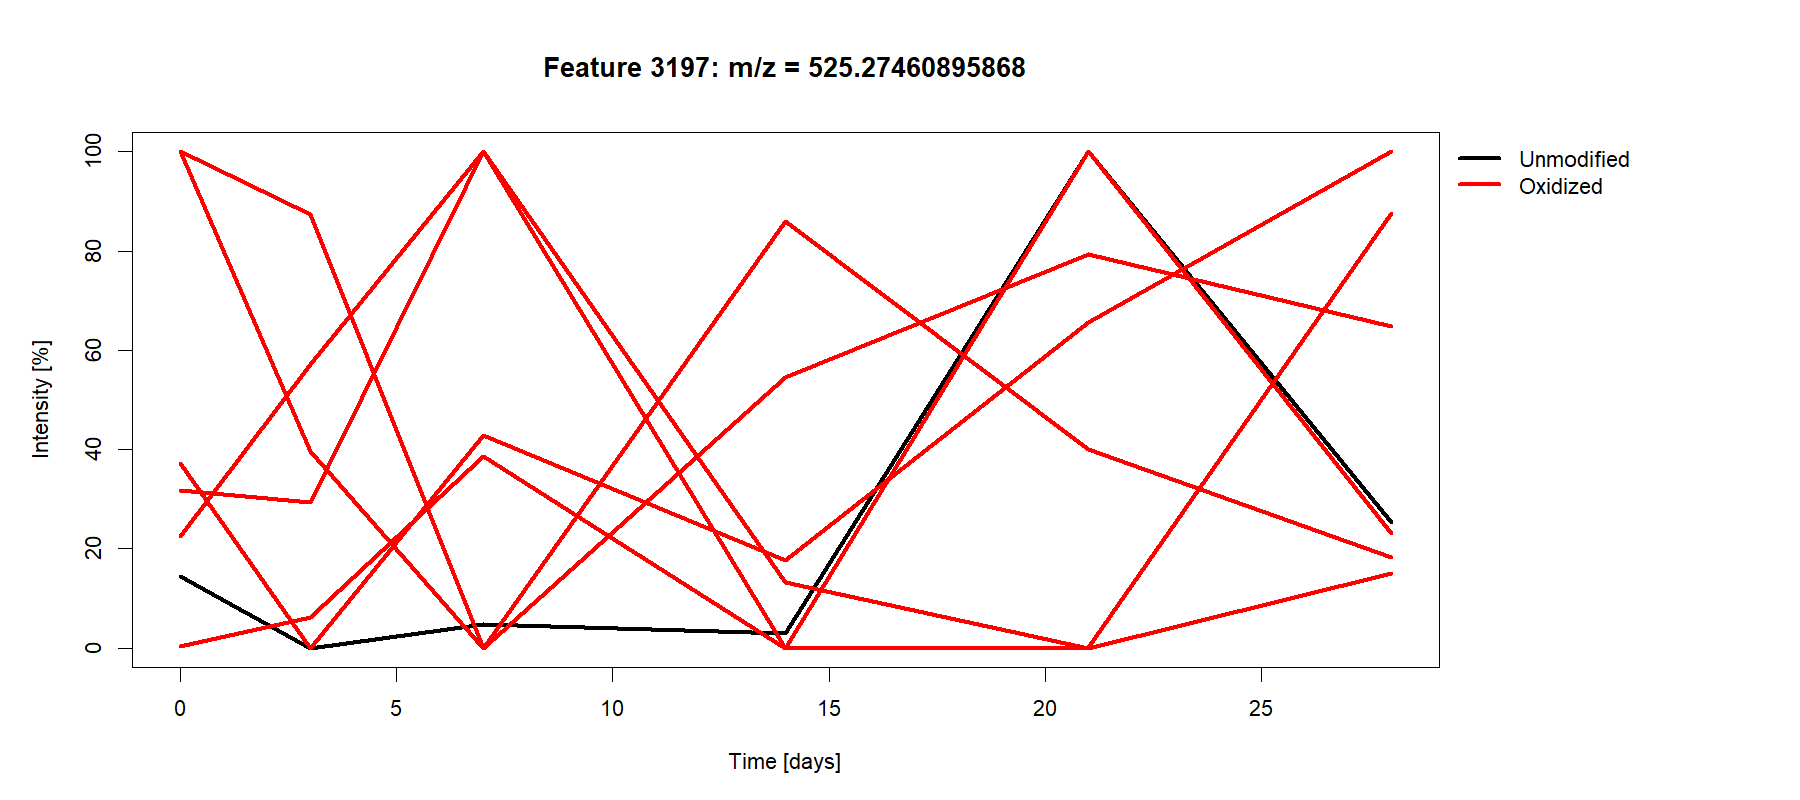 Feature 3197: m/z = 525.27460895868
Unmodified
Oxidized
Intensity [%]
100
80
60
40
20
0
0 5 10 15 20 25
Time [days]